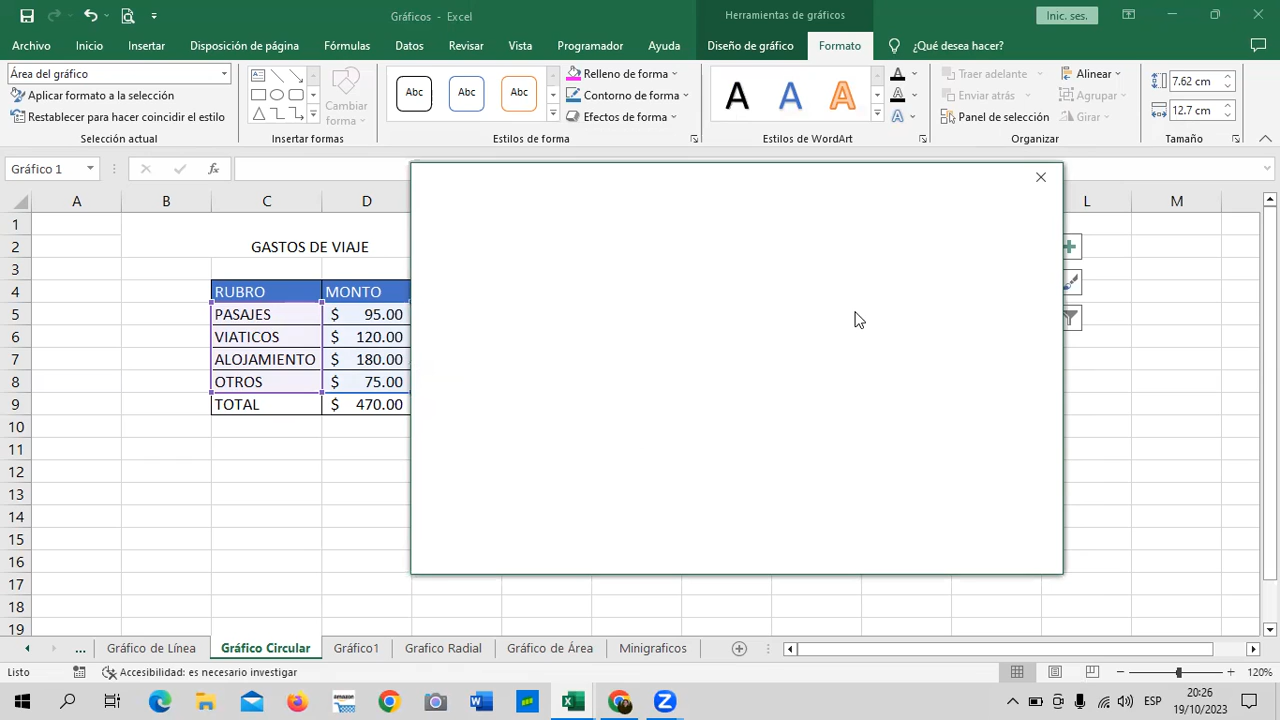 Gráficos - Excel
Herramientas de gráficos
Inic. ses.
Archivo Inicio Insertar Disposición de página Fórmulas Datos Revisar Vista Programador Ayuda Diseño de gráfico Formato ¿Qué desea hacer?
Área del gráfico
Aplicar formato a la selección
Restablecer para hacer coincidir el estilo
Selección actual
Cambiar
forma
Insertar formas
Abc Abc Abc
Relleno de forma
Contorno de forma
Efectos de forma
Estilos de forma
A A A
A
A
A
Estilos de WordArt
Traer adelante
Enviar atrás
Panel de selección
Alinear
Agrupar
Girar
Organizar
7.62 cm
12.7 cm
Tamaño
Gráfico 1
fx
A B C D L M
1
2 GASTOS DE VIAJE
3
4 RUBRO MONTO
5 PASAJES $ 95.00
6 VIATICOS $ 120.00
7 ALOJAMIENTO $ 180.00
8 OTROS $ 75.00
9 TOTAL $ 470.00
10
11
12
13
14
15
16
17
18
19
... Gráfico de Línea Gráfico Circular Gráfico1 Grafico Radial Gráfico de Área Minigraficos
Listo Accesibilidad: es necesario investigar 120%
amazon
ESP
20:26
19/10/2023